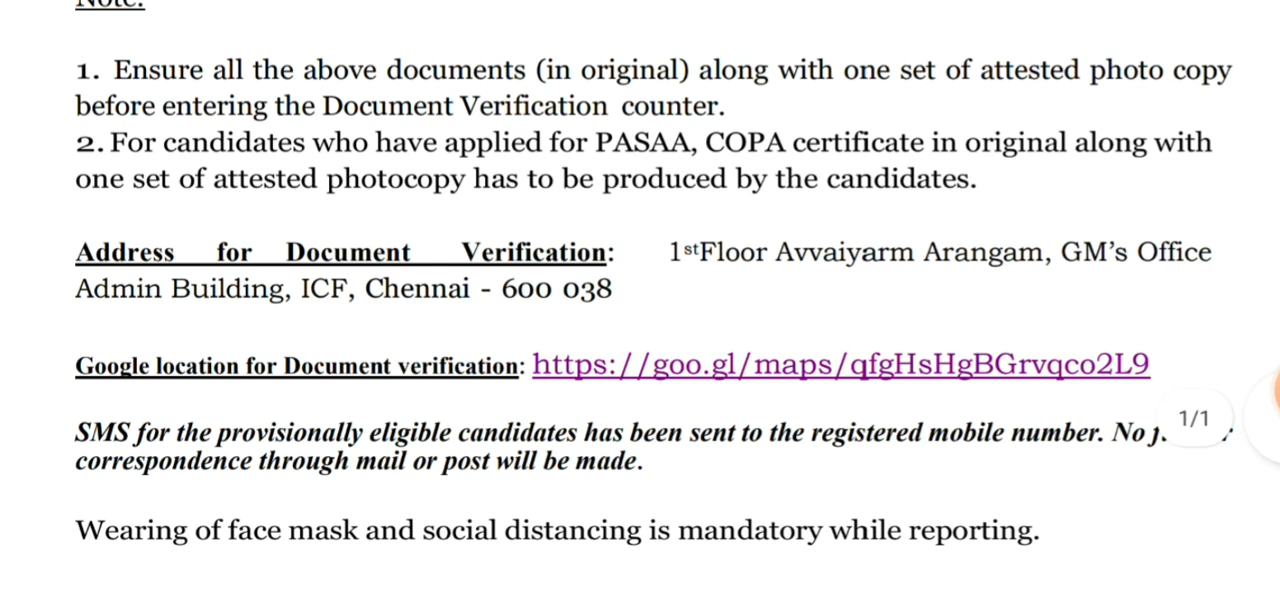 1. Ensure all the above documents (in original) along with one set of attested photo copy
before entering the Document Verification counter.
2. For candidates who have applied for PASAA, COPA certificate in original along with
one set of attested photocopy has to be produced by the candidates.
Address for Document Verification: 1stFloor Avvaiyarm Arangam, GM's Office
Admin Building, ICF, Chennai - 600 038
Google location for Document verification: https://goo.gl/maps/qfgHsHgBGrvqco2L9
1/1
SMS for the provisionally eligible candidates has been sent to the registered mobile number. No
correspondence through mail or post will be made.
Wearing of face mask and social distancing is mandatory while reporting.